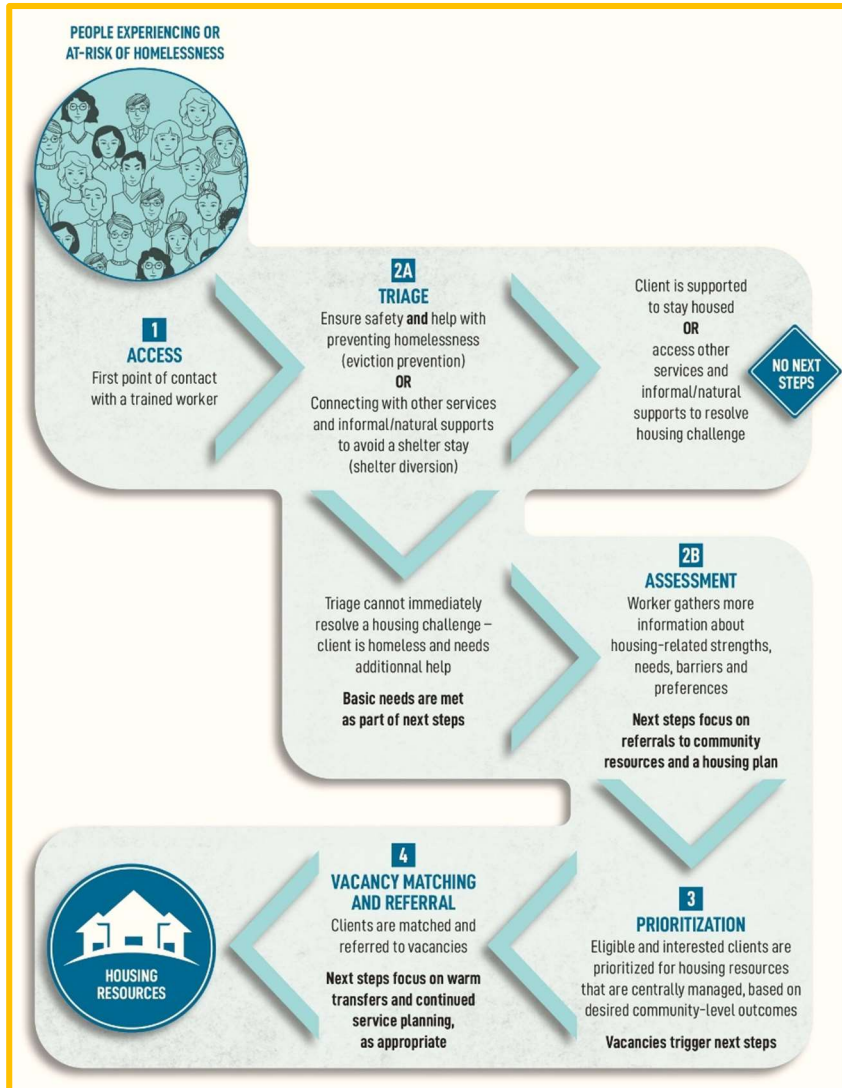 PEOPLE EXPERIENCING OR
AT-RISK OF HOMELESSNESS
1
ACCESS
First point of contact
with a trained worker
2A
TRIAGE
Ensure safety and help with
preventing homelessness
(eviction prevention)
OR
Connecting with other services
and informal/natural supports
to avoid a shelter stay
(shelter diversion)
Client is supported
to stay housed
OR
access other
services and
informal/natural
supports to resolve
housing challenge
NO NEXT
STEPS
Triage cannot immediately
resolve a housing challenge –
client is homeless and needs
additionnal help
Basic needs are met
as part of next steps
2B
ASSESSMENT
Worker gathers more
information about
housing-related strengths,
needs, barriers and
preferences
Next steps focus on
referrals to community
resources and a housing plan
3
PRIORITIZATION
Eligible and interested clients are
prioritized for housing resources
that are centrally managed, based on
desired community-level outcomes
Vacancies trigger next steps
4
VACANCY MATCHING
AND REFERRAL
Clients are matched and
referred to vacancies
Next steps focus on warm
transfers and continued
service planning,
as appropriate
HOUSING
RESOURCES